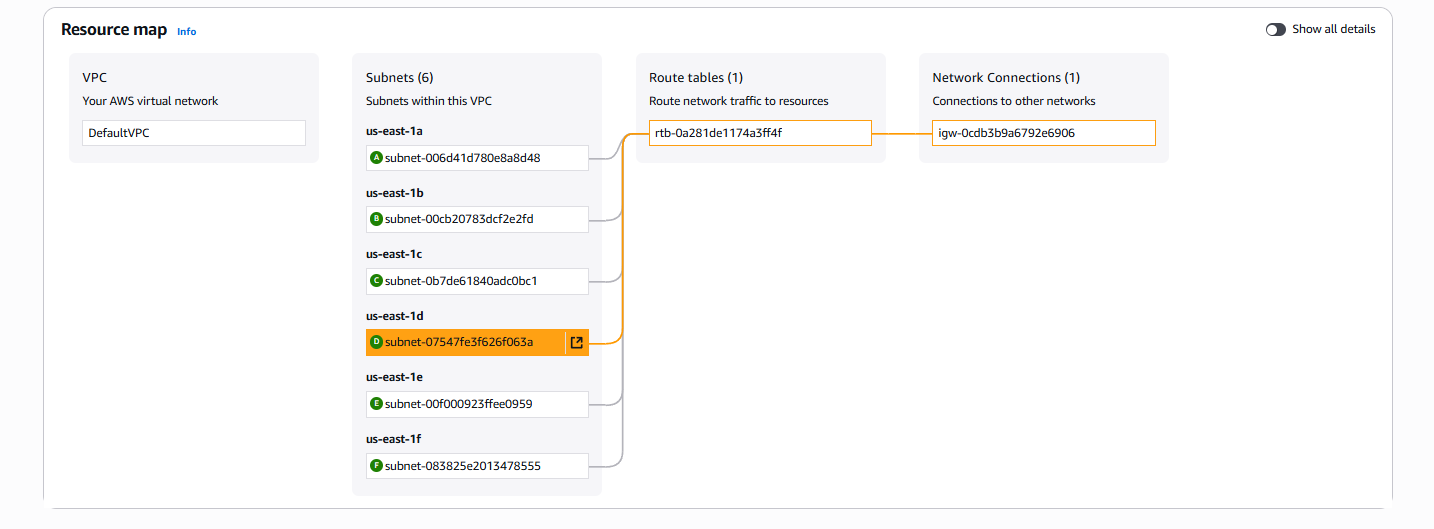 Resource map Info
Show all details
VPC
Your AWS virtual network
DefaultVPC
Subnets (6)
Subnets within this VPC
us-east-1a
A subnet-006d41d780e8a8d48
us-east-1b
B subnet-00cb20783dcf2e2fd
us-east-1c
C subnet-0b7de61840adc0bc1
us-east-1d
D subnet-07547fe3f626f063a
us-east-1e
E subnet-00f000923ffee0959
us-east-1f
F subnet-083825e2013478555
Route tables (1)
Route network traffic to resources
rtb-0a281de1174a3ff4f
Network Connections (1)
Connections to other networks
igw-0cdb3b9a6792e6906